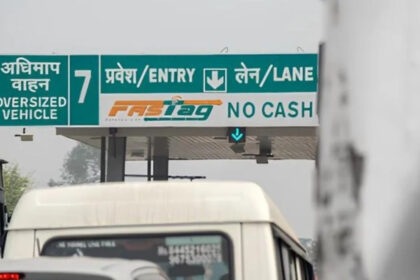 अधिमाप
वाहन
OVERSIZED
VEHICLE
7
प्रवेश/ENTRY
लेन/LANE
FASTag
NO CASH